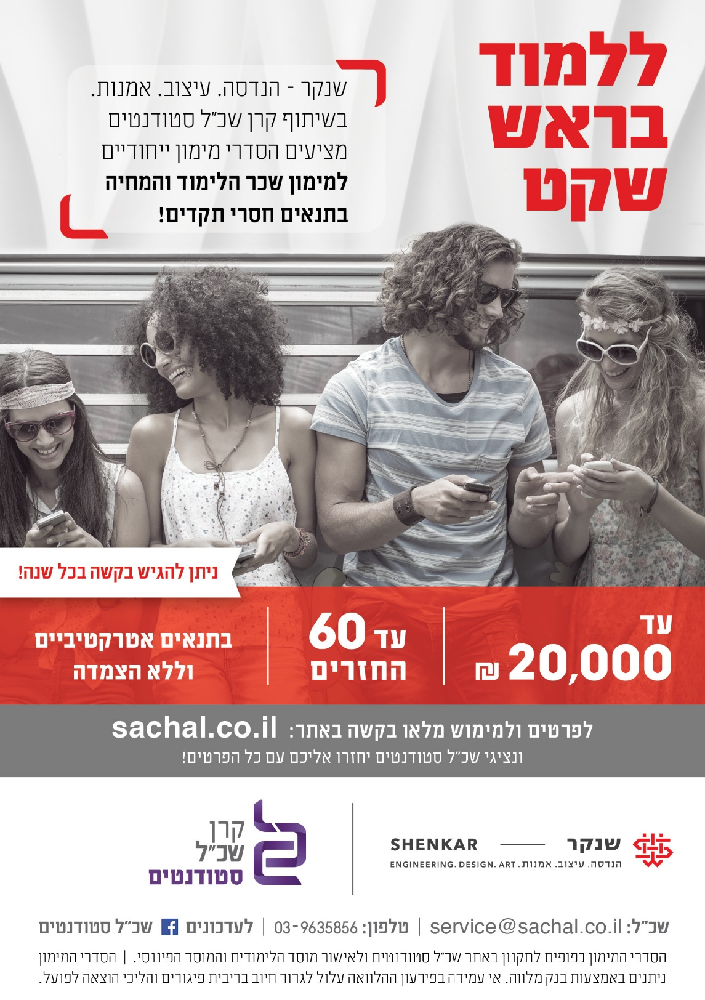 ללמוד
בראש
שקט
שנקר - הנדסה. עיצוב. אמנות.
בשיתוף קרן שכ"ל סטודנטים
מציעים הסדרי מימון ייחודיים
למימון שכר הלימוד והמחיה
בתנאים חסרי תקדים!
ניתן להגיש בקשה בכל שנה!
עד
20,000 ₪
עד 60
החזרים
בתנאים אטרקטיביים
וללא הצמדה
לפרטים ולמימוש מלאו בקשה באתר: sachal.co.il
ונציגי שכ"ל סטודנטים יחזרו אליכם עם כל הפרטים!
שנקר — SHENKAR
הנדסה. עיצוב. אמנות. ENGINEERING. DESIGN. ART
קרן
שכ"ל
סטודנטים
שכ"ל: service@sachal.co.il | טלפון: 03-9635856 | לעדכונים f שכ"ל סטודנטים
הסדרי המימון כפופים לתקנון באתר שכ"ל סטודנטים ולאישור מוסד הלימודים והמוסד הפיננסי. | הסדרי המימון
ניתנים באמצעות בנק מלווה. אי עמידה בפירעון ההלוואה עלול לגרור חיוב בריבית פיגורים והליכי הוצאה לפועל.